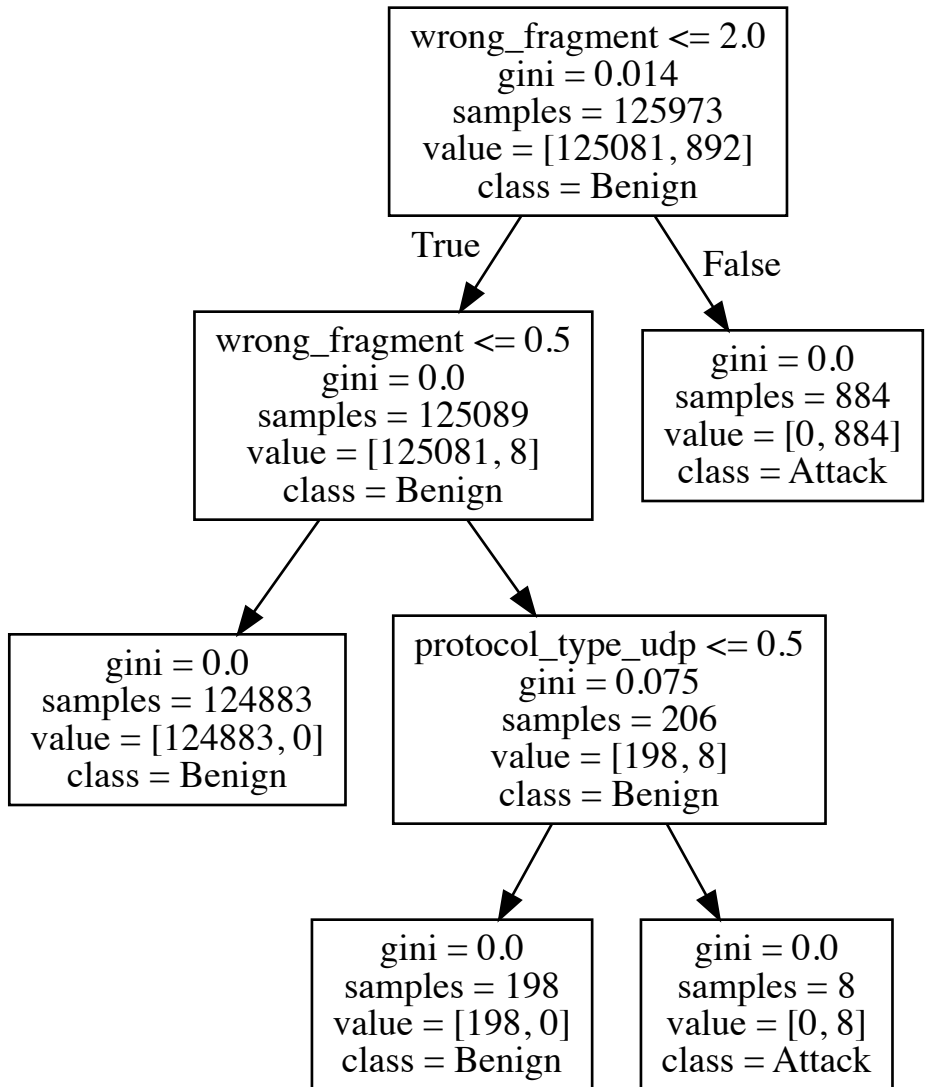 wrong_fragment <= 2.0
gini = 0.014
samples = 125973
value = [125081, 892]
class = Benign
True
False
wrong_fragment <= 0.5
gini = 0.0
samples = 125089
value = [125081, 8]
class = Benign
gini = 0.0
samples = 884
value = [0, 884]
class = Attack
gini = 0.0
samples = 124883
value = [124883, 0]
class = Benign
protocol_type_udp <= 0.5
gini = 0.075
samples = 206
value = [198, 8]
class = Benign
gini = 0.0
samples = 198
value = [198, 0]
class = Benign
gini = 0.0
samples = 8
value = [0, 8]
class = Attack